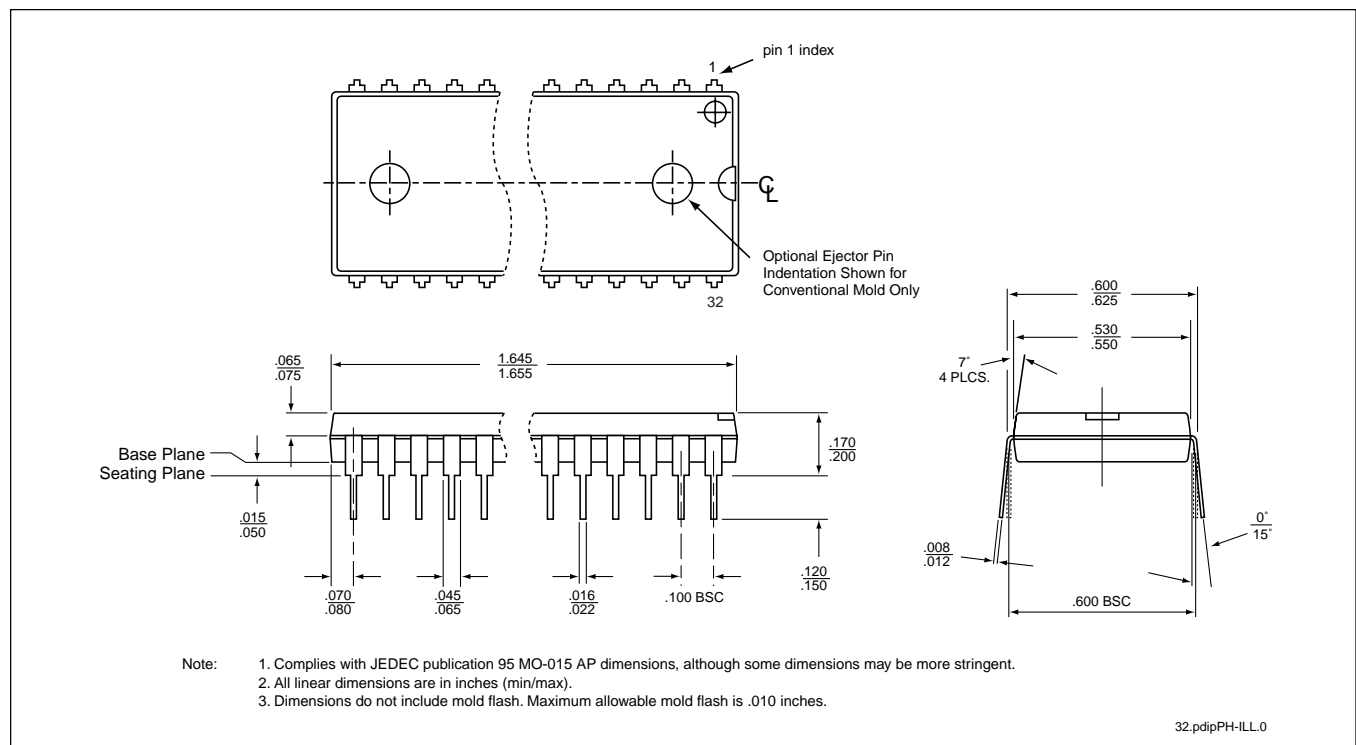 pin 1 index
1
℄
Optional Ejector Pin
Indentation Shown for
Conventional Mold Only
32
.600
.625
.530
.550
7°
4 PLCS.
.065
.075
1.645
1.655
Base Plane
Seating Plane
.170
.200
.015
.050
.008
.012
0°
15°
.070
.080
.045
.065
.016
.022
.100 BSC
.120
.150
.600 BSC
Note: 1. Complies with JEDEC publication 95 MO-015 AP dimensions, although some dimensions may be more stringent.
2. All linear dimensions are in inches (min/max).
3. Dimensions do not include mold flash. Maximum allowable mold flash is .010 inches.
32.pdipPH-ILL.0